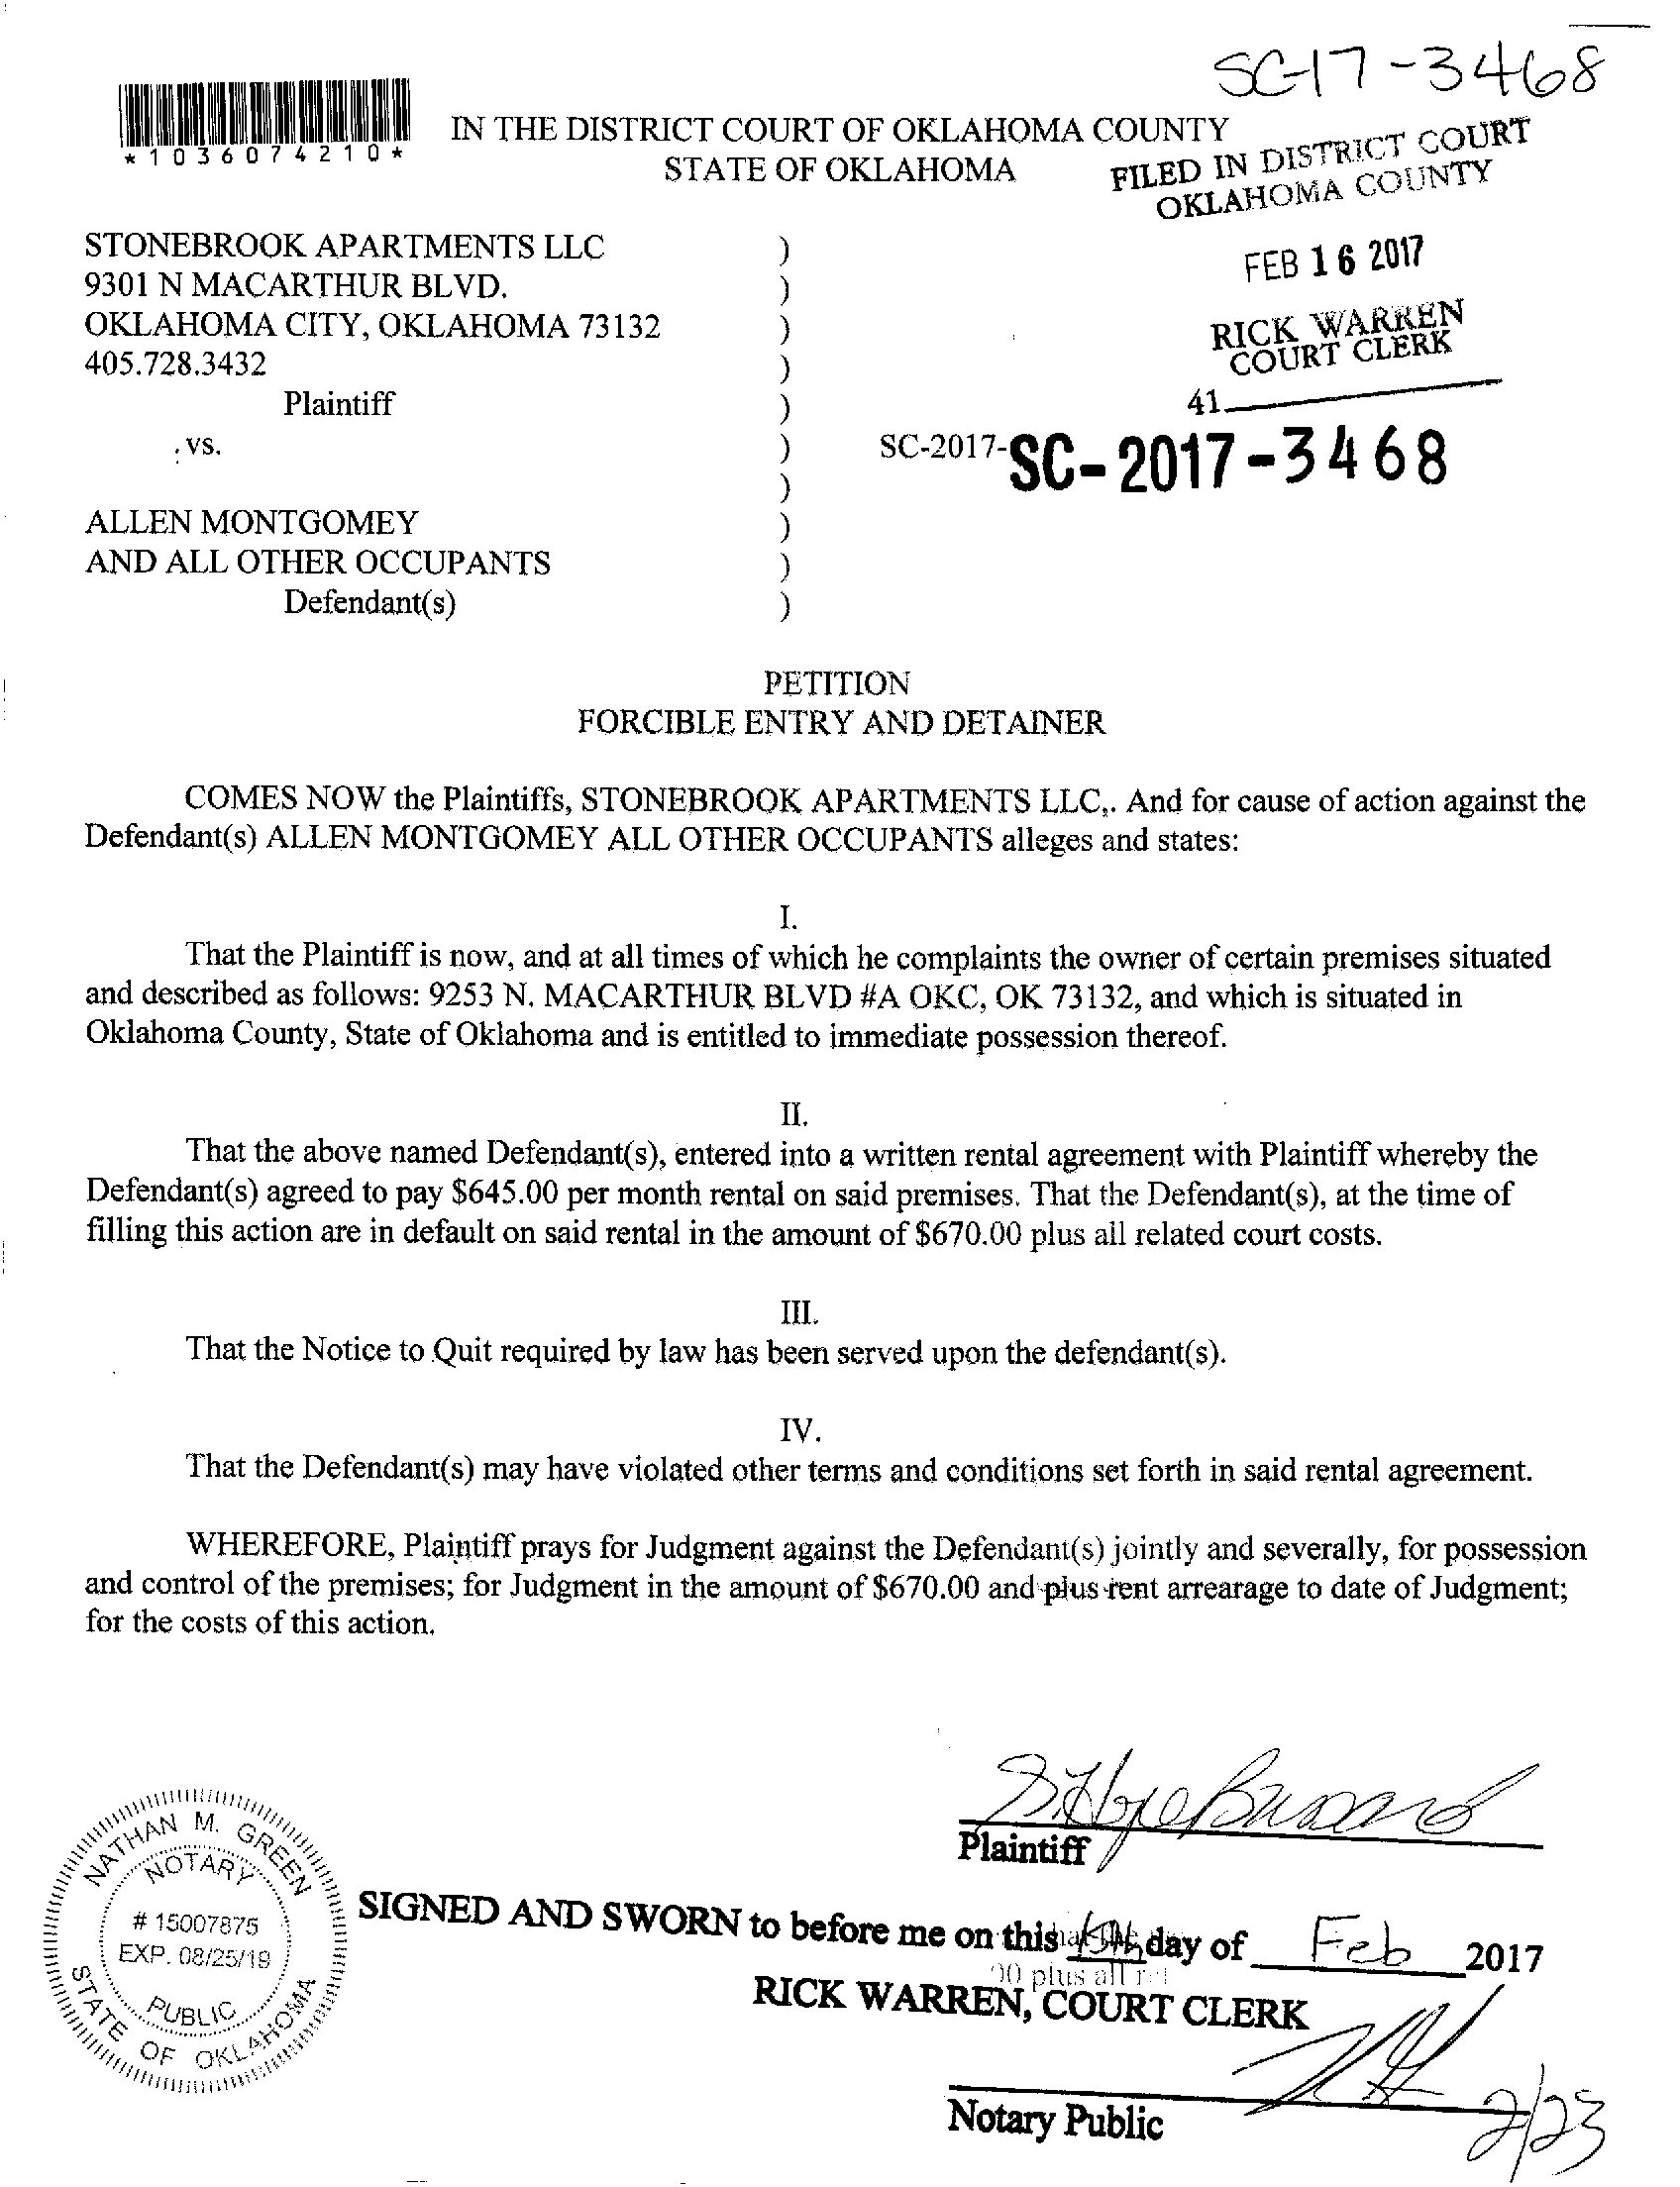 SC-17-3468
*1036074210*
IN THE DISTRICT COURT OF OKLAHOMA COUNTY
STATE OF OKLAHOMA
FILED IN DISTRICT COURT
OKLAHOMA COUNTY
FEB 16 2017
RICK WARREN
COURT CLERK
41
STONEBROOK APARTMENTS LLC )
9301 N MACARTHUR BLVD. )
OKLAHOMA CITY, OKLAHOMA 73132 )
405.728.3432 )
Plaintiff )
vs. ) SC-2017-SC-2017-3468
)
ALLEN MONTGOMEY )
AND ALL OTHER OCCUPANTS )
Defendant(s) )
PETITION
FORCIBLE ENTRY AND DETAINER
COMES NOW the Plaintiffs, STONEBROOK APARTMENTS LLC,. And for cause of action against the
Defendant(s) ALLEN MONTGOMEY ALL OTHER OCCUPANTS alleges and states:
I.
That the Plaintiff is now, and at all times of which he complaints the owner of certain premises situated
and described as follows: 9253 N. MACARTHUR BLVD #A OKC, OK 73132, and which is situated in
Oklahoma County, State of Oklahoma and is entitled to immediate possession thereof.
II.
That the above named Defendant(s), entered into a written rental agreement with Plaintiff whereby the
Defendant(s) agreed to pay $645.00 per month rental on said premises. That the Defendant(s), at the time of
filling this action are in default on said rental in the amount of $670.00 plus all related court costs.
III.
That the Notice to Quit required by law has been served upon the defendant(s).
IV.
That the Defendant(s) may have violated other terms and conditions set forth in said rental agreement.
WHEREFORE, Plaintiff prays for Judgment against the Defendant(s) jointly and severally, for possession
and control of the premises; for Judgment in the amount of $670.00 and plus rent arrearage to date of Judgment;
for the costs of this action.
Plaintiff
NATHAN M. GREEN
NOTARY
# 15007875
EXP. 08/25/19
PUBLIC
STATE OF OKLAHOMA
SIGNED AND SWORN to before me on this day of Feb 2017
00 plus all rel
RICK WARREN, COURT CLERK
Notary Public
2/23